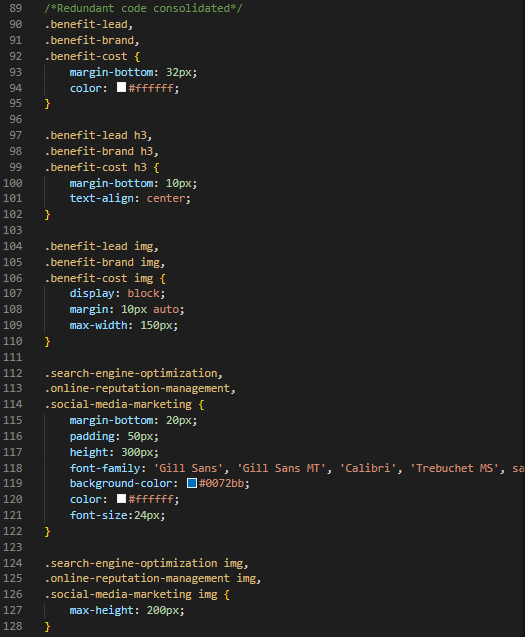 89 /*Redundant code consolidated*/
90 .benefit-lead,
91 .benefit-brand,
92 .benefit-cost {
93     margin-bottom: 32px;
94     color: #ffffff;
95 }
96
97 .benefit-lead h3,
98 .benefit-brand h3,
99 .benefit-cost h3 {
100     margin-bottom: 10px;
101     text-align: center;
102 }
103
104 .benefit-lead img,
105 .benefit-brand img,
106 .benefit-cost img {
107     display: block;
108     margin: 10px auto;
109     max-width: 150px;
110 }
111
112 .search-engine-optimization,
113 .online-reputation-management,
114 .social-media-marketing {
115     margin-bottom: 20px;
116     padding: 50px;
117     height: 300px;
118     font-family: 'Gill Sans', 'Gill Sans MT', 'Calibri', 'Trebuchet MS', sa
119     background-color: #0072bb;
120     color: #ffffff;
121     font-size:24px;
122 }
123
124 .search-engine-optimization img,
125 .online-reputation-management img,
126 .social-media-marketing img {
127     max-height: 200px;
128 }